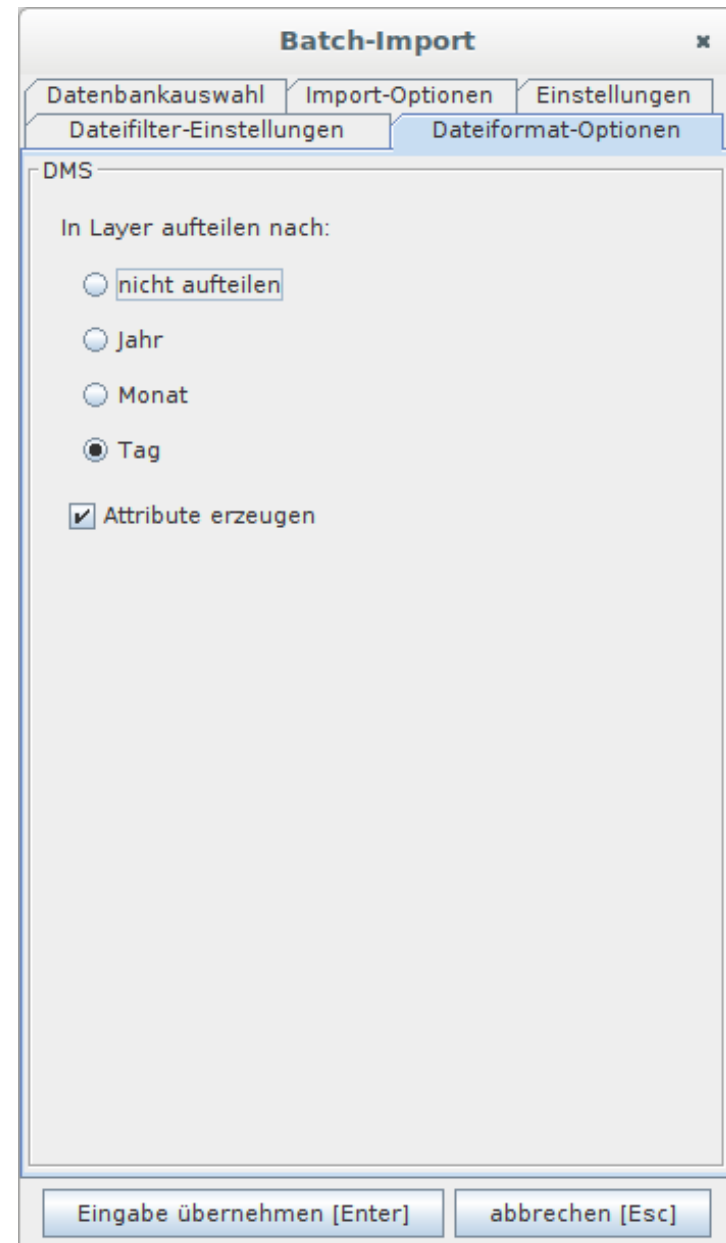 Batch-Import
Datenbankauswahl Import-Optionen Einstellungen
Dateifilter-Einstellungen Dateiformat-Optionen
DMS
In Layer aufteilen nach:
nicht aufteilen
Jahr
Monat
Tag
Attribute erzeugen
Eingabe übernehmen [Enter] abbrechen [Esc]